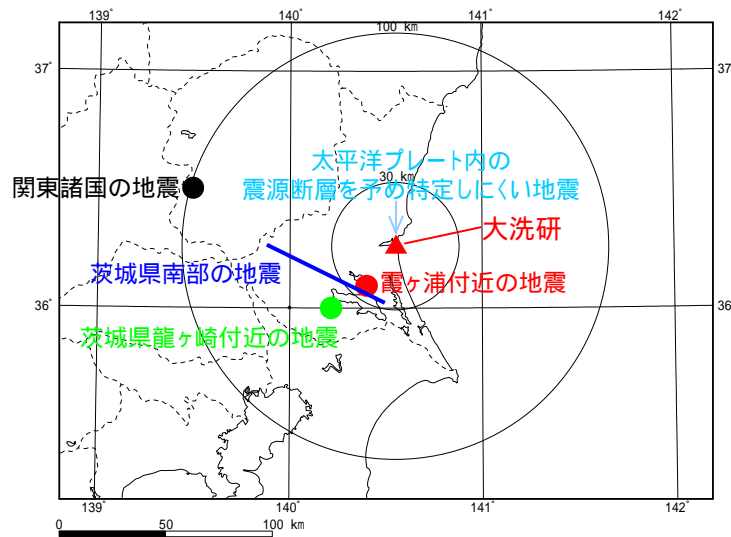 139°
140°
141°
142°
100 km
37°
37°
太平洋プレート内の
震源断層を予め特定しにくい地震
30 km
関東諸国の地震
大洗研
茨城県南部の地震
霞ヶ浦付近の地震
36°
36°
茨城県龍ヶ崎付近の地震
139°
140°
141°
142°
0
50
100 km